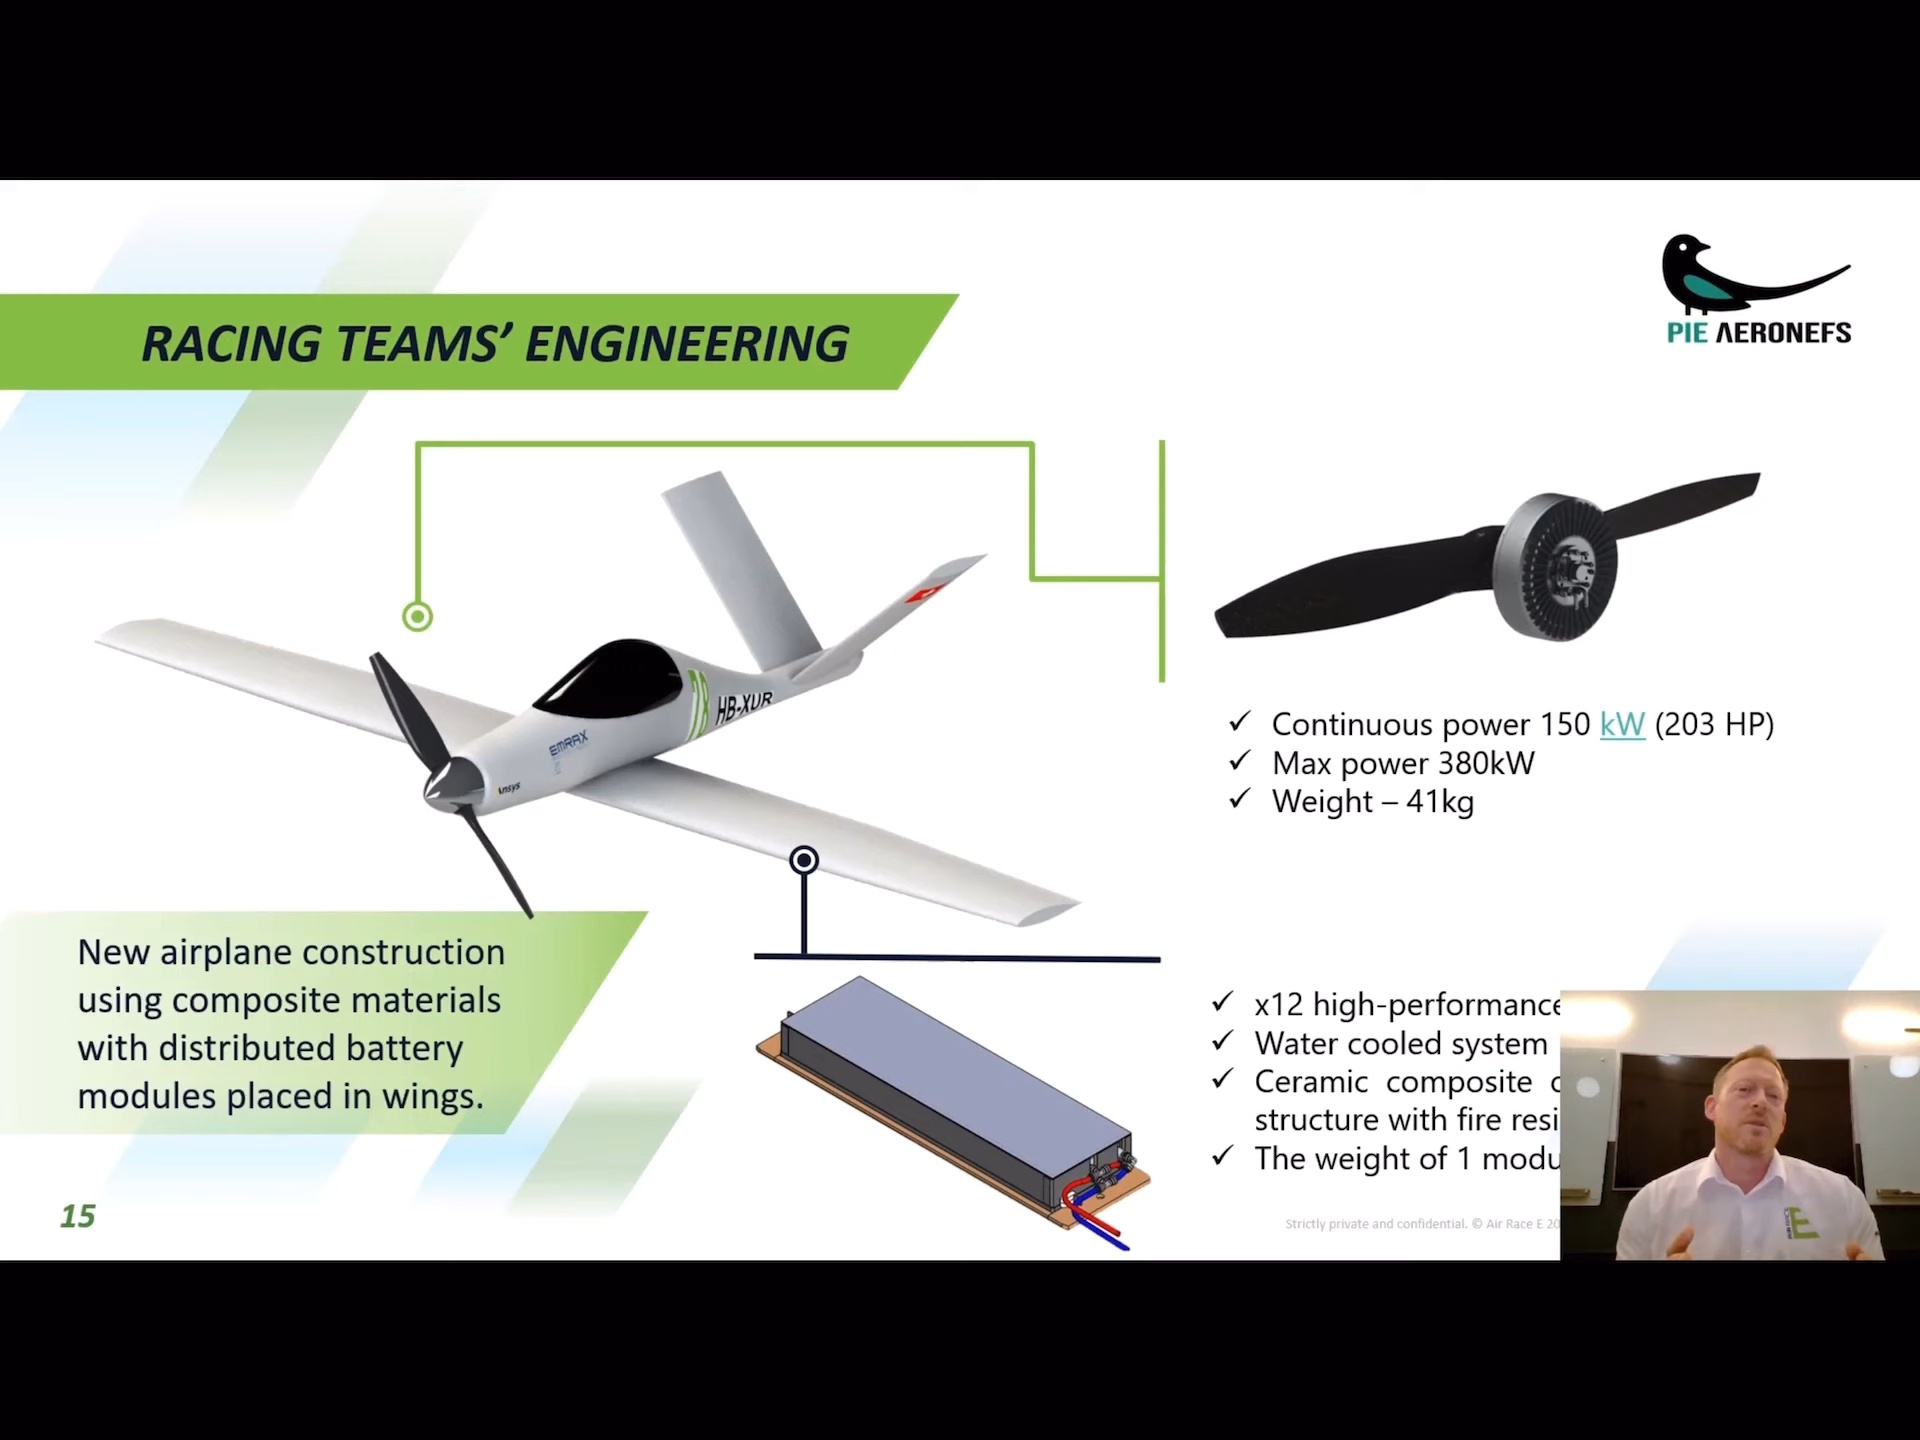 PIE AERONEFS
RACING TEAMS’ ENGINEERING
78
HB-XUR
EMRAX
Ansys
✓ Continuous power 150 kW (203 HP)
✓ Max power 380kW
✓ Weight – 41kg
New airplane construction
using composite materials
with distributed battery
modules placed in wings.
✓ x12 high-performance
✓ Water cooled system
✓ Ceramic composite
structure with fire
✓ The weight of 1
15
Strictly private and confidential. © Air Race E